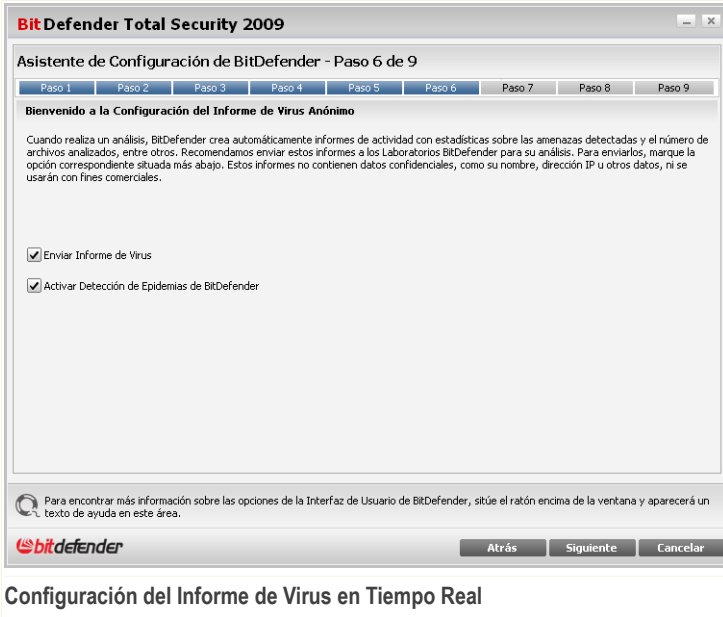 BitDefender Total Security 2009
Asistente de Configuración de BitDefender - Paso 6 de 9
Paso 1 Paso 2 Paso 3 Paso 4 Paso 5 Paso 6 Paso 7 Paso 8 Paso 9
Bienvenido a la Configuración del Informe de Virus Anónimo
Cuando realiza un análisis, BitDefender crea automáticamente informes de actividad con estadísticas sobre las amenazas detectadas y el número de
archivos analizados, entre otros. Recomendamos enviar estos informes a los Laboratorios BitDefender para su análisis. Para enviarlos, marque la
opción correspondiente situada más abajo. Estos informes no contienen datos confidenciales, como su nombre, dirección IP u otros datos, ni se
usarán con fines comerciales.
Enviar Informe de Virus
Activar Detección de Epidemias de BitDefender
Para encontrar más información sobre las opciones de la Interfaz de Usuario de BitDefender, sitúe el ratón encima de la ventana y aparecerá un
texto de ayuda en este área.
bitdefender
Atrás Siguiente Cancelar
Configuración del Informe de Virus en Tiempo Real